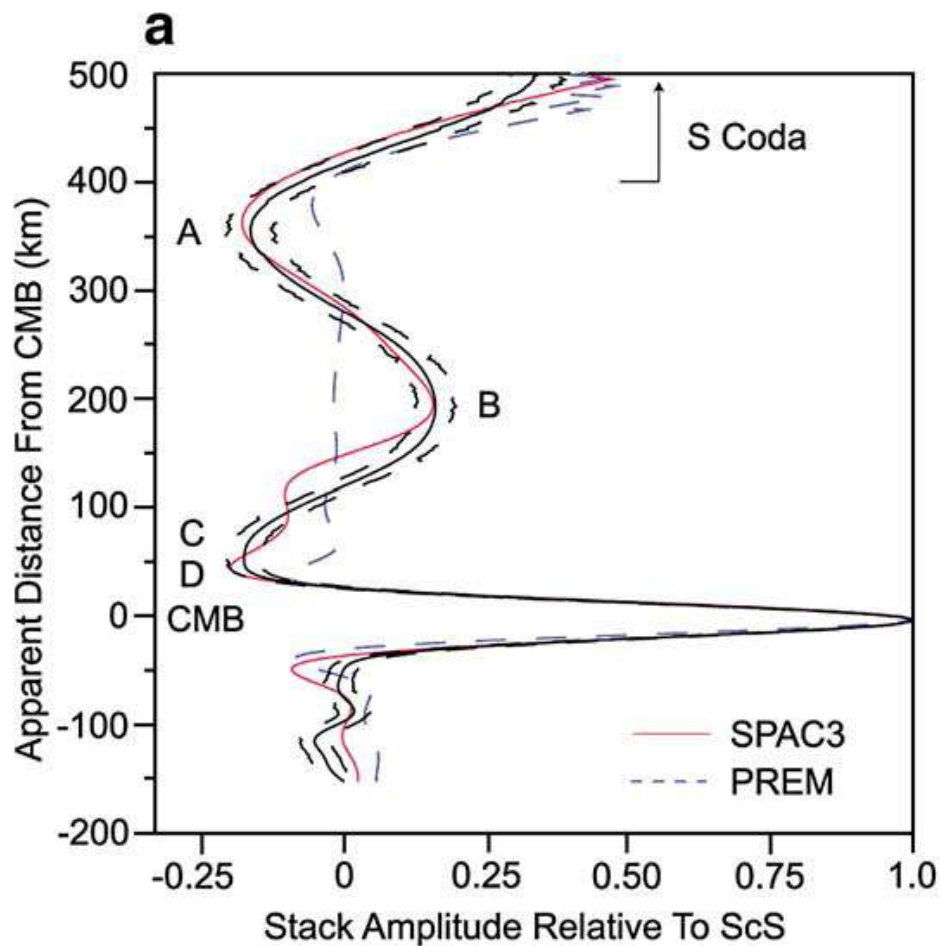 a
500
400
300
200
100
0
-100
-200
Apparent Distance From CMB (km)
S Coda
A
B
C
D
CMB
SPAC3
PREM
-0.25 0 0.25 0.50 0.75 1.0
Stack Amplitude Relative To ScS